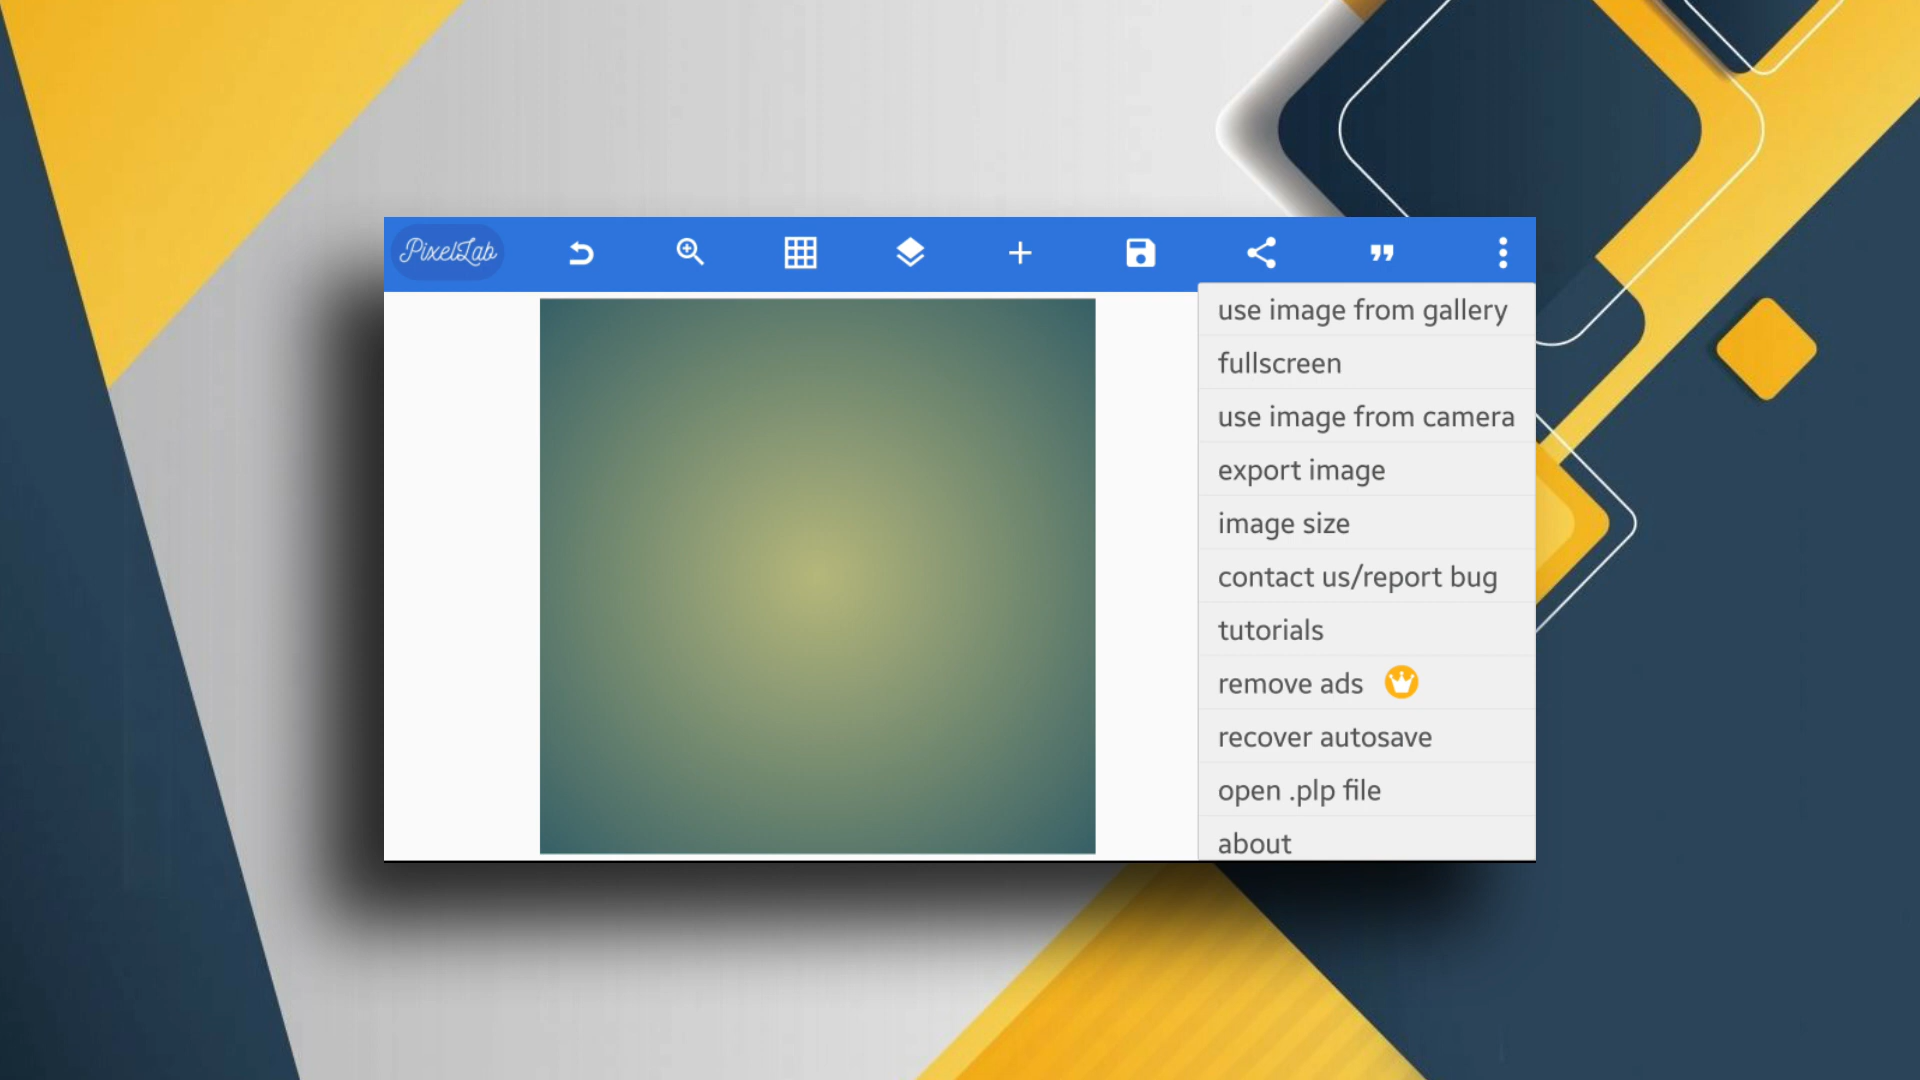 PixelLab
use image from gallery
fullscreen
use image from camera
export image
image size
contact us/report bug
tutorials
remove ads
recover autosave
open .plp file
about